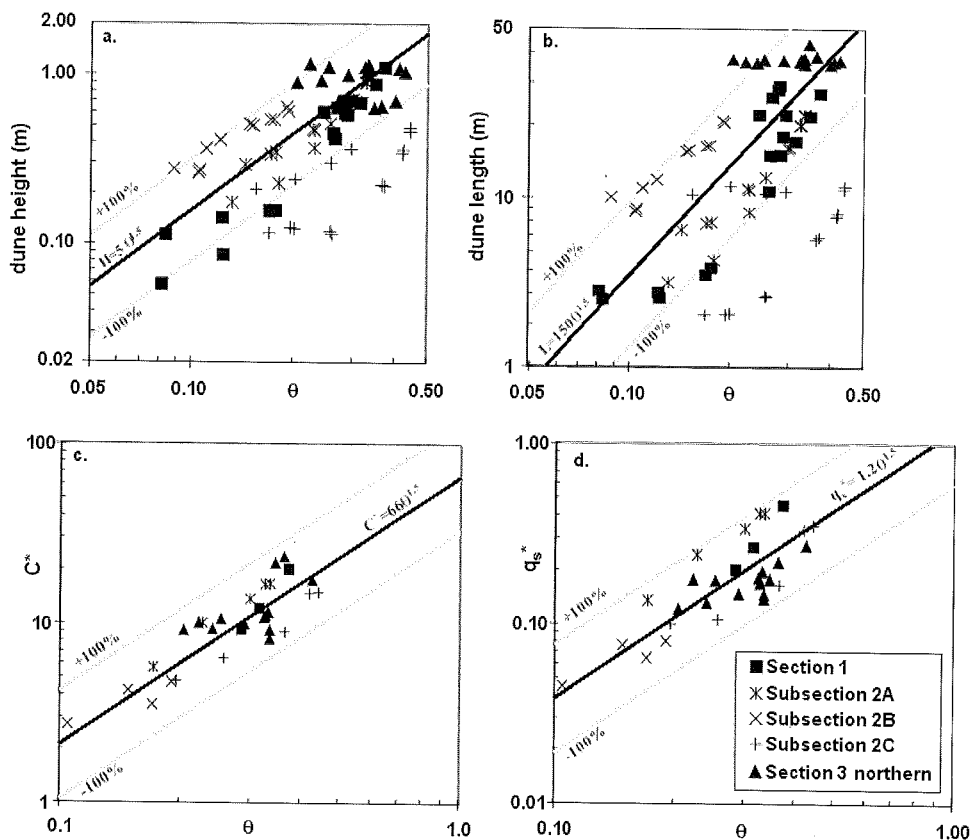 a.
2.00
1.00
0.10
0.02
dune height (m)
+100%
-100%
0.05
0.10
θ
0.50
b.
50
10
1
dune length (m)
+100%
-100%
0.05
0.10
θ
0.50
c.
100
10
1
C*
+100%
-100%
0.1
θ
1.0
d.
1.00
0.10
0.01
qs*
+100%
-100%
0.10
θ
1.00
Section 1
Subsection 2A
Subsection 2B
Subsection 2C
Section 3 northern